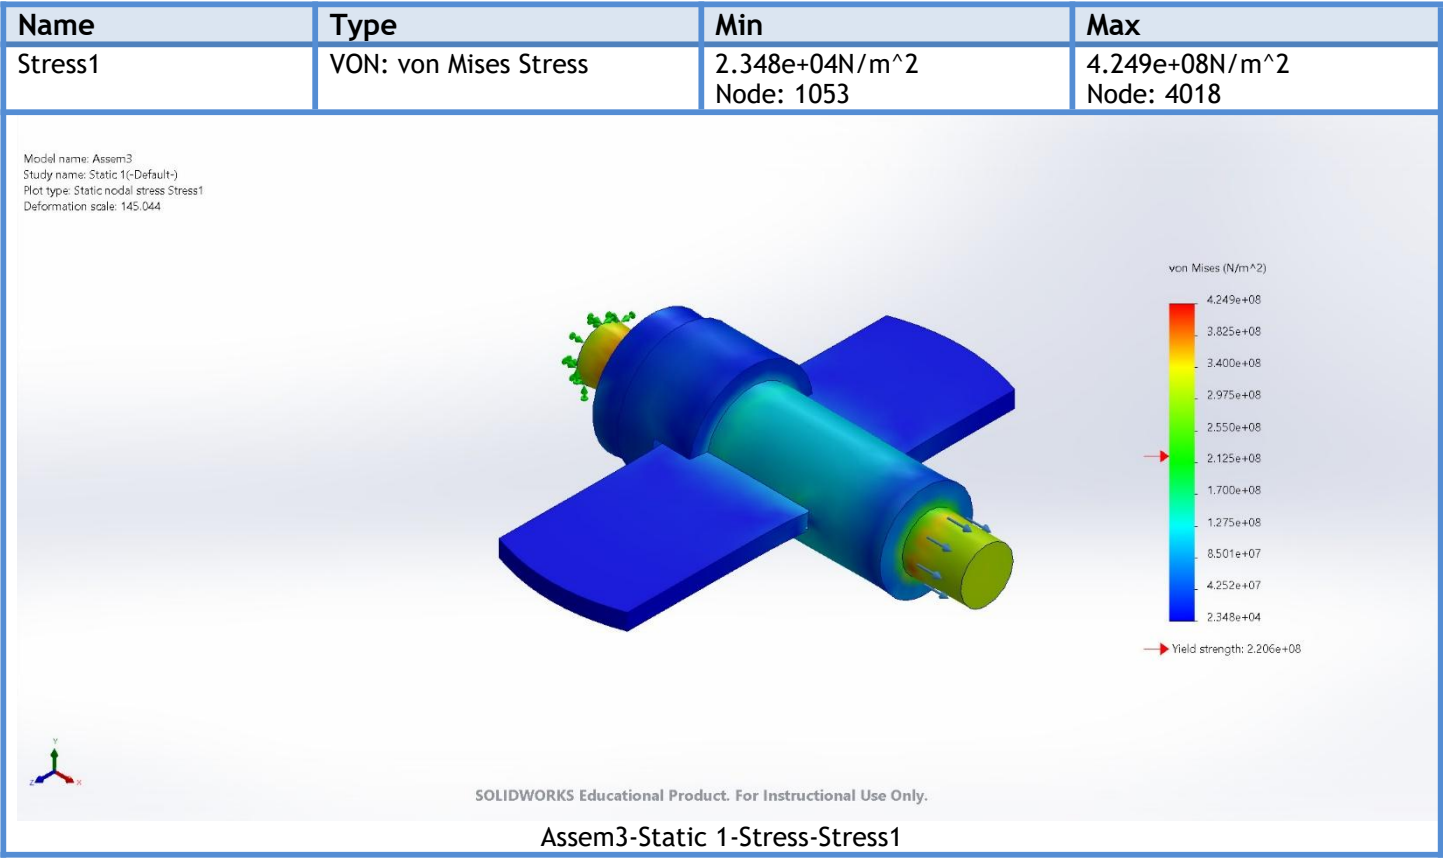 Name Type Min Max
Stress1 VON: von Mises Stress 2.348e+04N/m^2 4.249e+08N/m^2
Node: 1053 Node: 4018
Model name: Assem3
Study name: Static 1(-Default-)
Plot type: Static nodal stress Stress1
Deformation scale: 145.044
von Mises (N/m^2)
4.249e+08
3.825e+08
3.400e+08
2.975e+08
2.550e+08
2.125e+08
1.700e+08
1.275e+08
8.501e+07
4.252e+07
2.348e+04
Yield strength: 2.206e+08
Y
Z X
SOLIDWORKS Educational Product. For Instructional Use Only.
Assem3-Static 1-Stress-Stress1